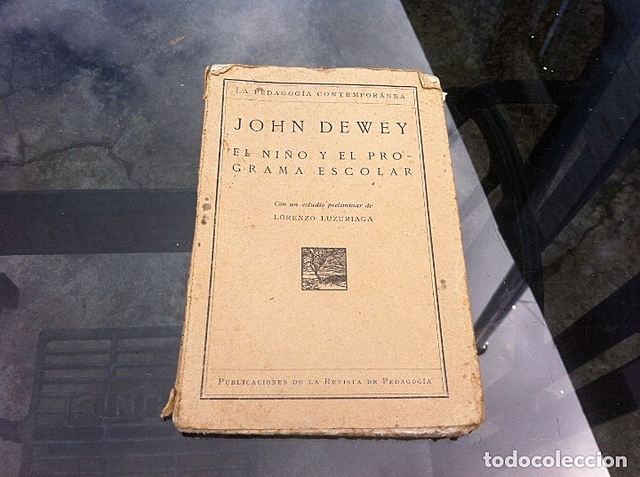 LA PEDAGOGÍA CONTEMPORÁNEA
JOHN DEWEY
EL NIÑO Y EL PRO-
GRAMA ESCOLAR
Con un estudio preliminar de
LORENZO LUZURIAGA
PUBLICACIONES DE LA REVISTA DE PEDAGOGÍA
todocoleccion